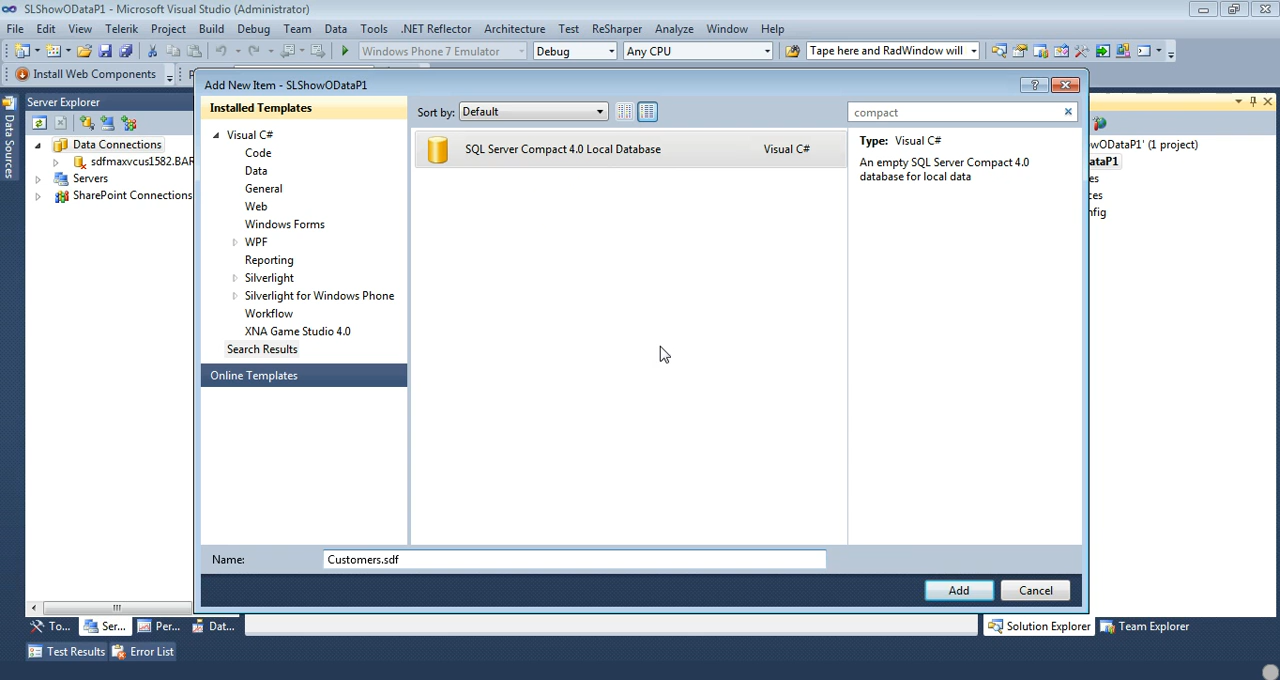 SLShowODataP1 - Microsoft Visual Studio (Administrator)
File Edit View Telerik Project Build Debug Team Data Tools .NET Reflector Architecture Test ReSharper Analyze Window Help
Windows Phone 7 Emulator Debug Any CPU Tape here and RadWindow will
Install Web Components
Add New Item - SLShowODataP1
Server Explorer
Data Sources
Data Connections
sdfmaxvcus1582.BAR
Servers
SharePoint Connections
Installed Templates
Visual C#
Code
Data
General
Web
Windows Forms
WPF
Reporting
Silverlight
Silverlight for Windows Phone
Workflow
XNA Game Studio 4.0
Search Results
Online Templates
Sort by: Default
compact
SQL Server Compact 4.0 Local Database Visual C#
Type: Visual C#
An empty SQL Server Compact 4.0
database for local data
wODataP1' (1 project)
ataP1
es
ces
nfig
Name: Customers.sdf
Add Cancel
To... Ser... Per... Dat...
Solution Explorer Team Explorer
Test Results Error List